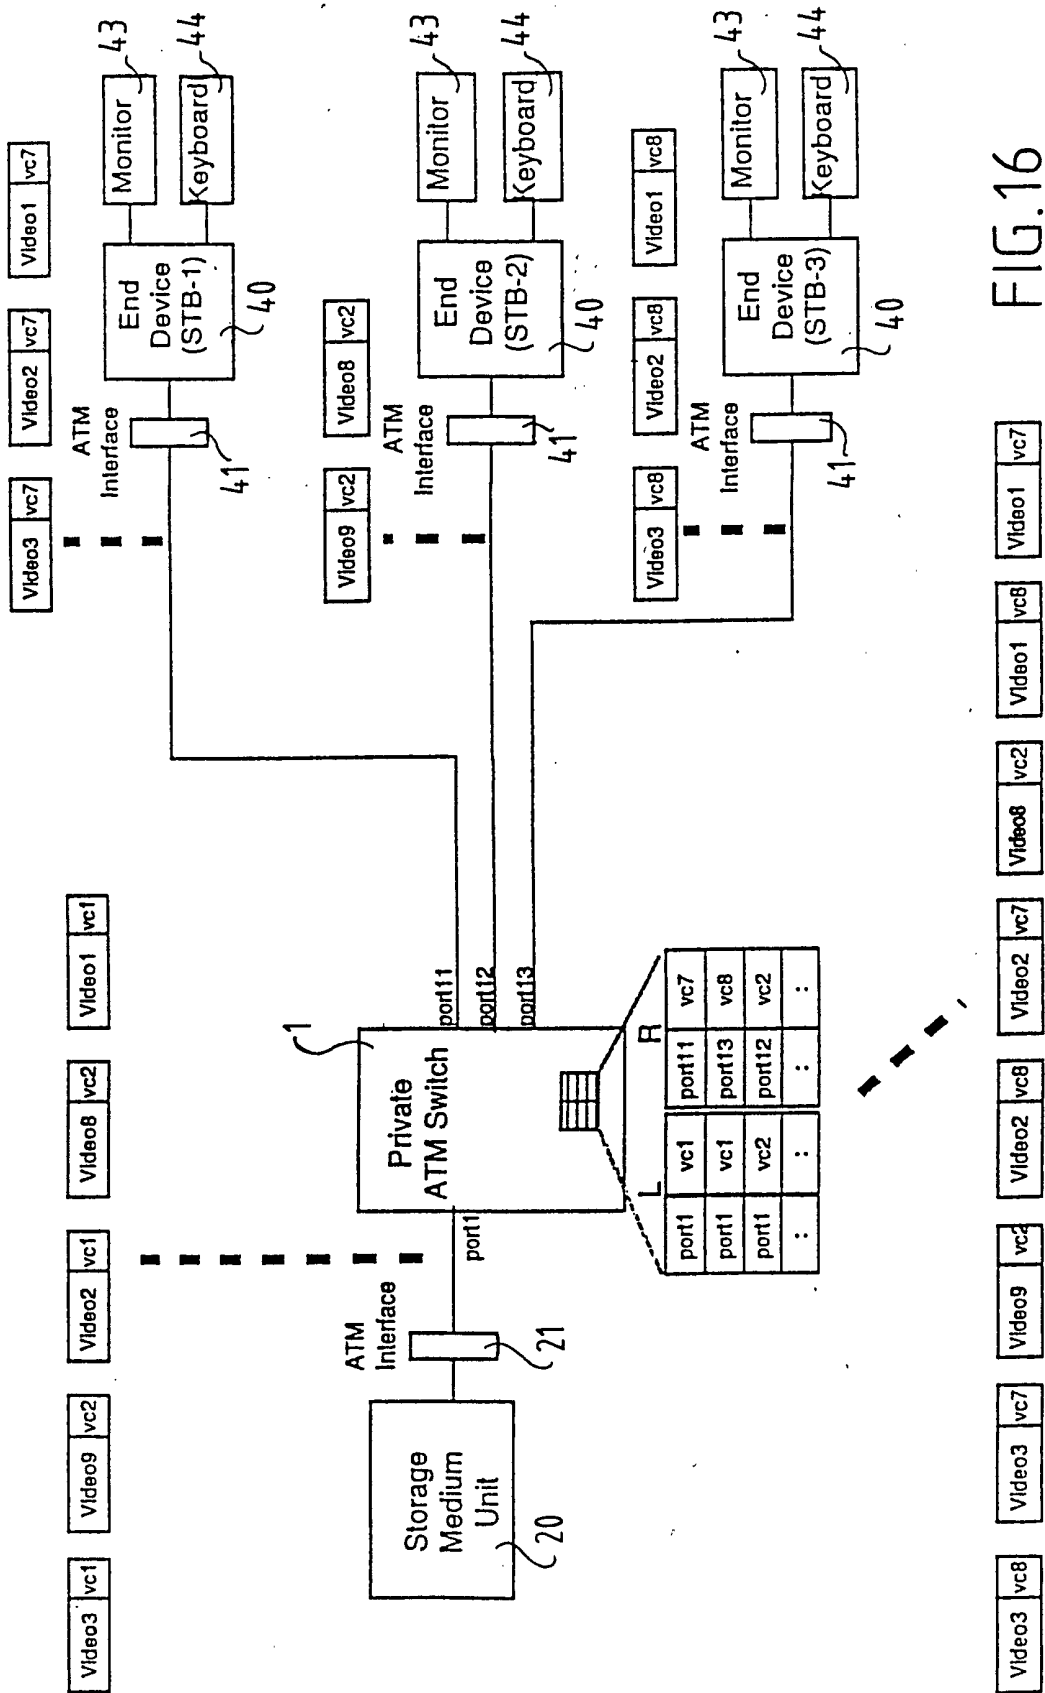 Video3 vc1
Video9 vc2
Video2 vc1
Video8 vc2
Video1 vc1
Video3 vc7
Video2 vc7
Video1 vc7
Storage
Medium
Unit
20
ATM
Interface
21
port1
Private
ATM Switch
1
port11
port12
port13
L
R
port1 vc1 port11 vc7
port1 vc1 port13 vc8
port1 vc2 port12 vc2
: : : :
ATM
Interface
41
End
Device
(STB-1)
40
Monitor
43
Keyboard
44
Video9 vc2
Video8 vc2
ATM
Interface
41
End
Device
(STB-2)
40
Monitor
43
Keyboard
44
Video3 vc8
Video2 vc8
Video1 vc8
ATM
Interface
41
End
Device
(STB-3)
40
Monitor
43
Keyboard
44
Video3 vc8
Video3 vc7
Video9 vc2
Video2 vc8
Video2 vc7
Video8 vc2
Video1 vc8
Video1 vc7
FIG.16